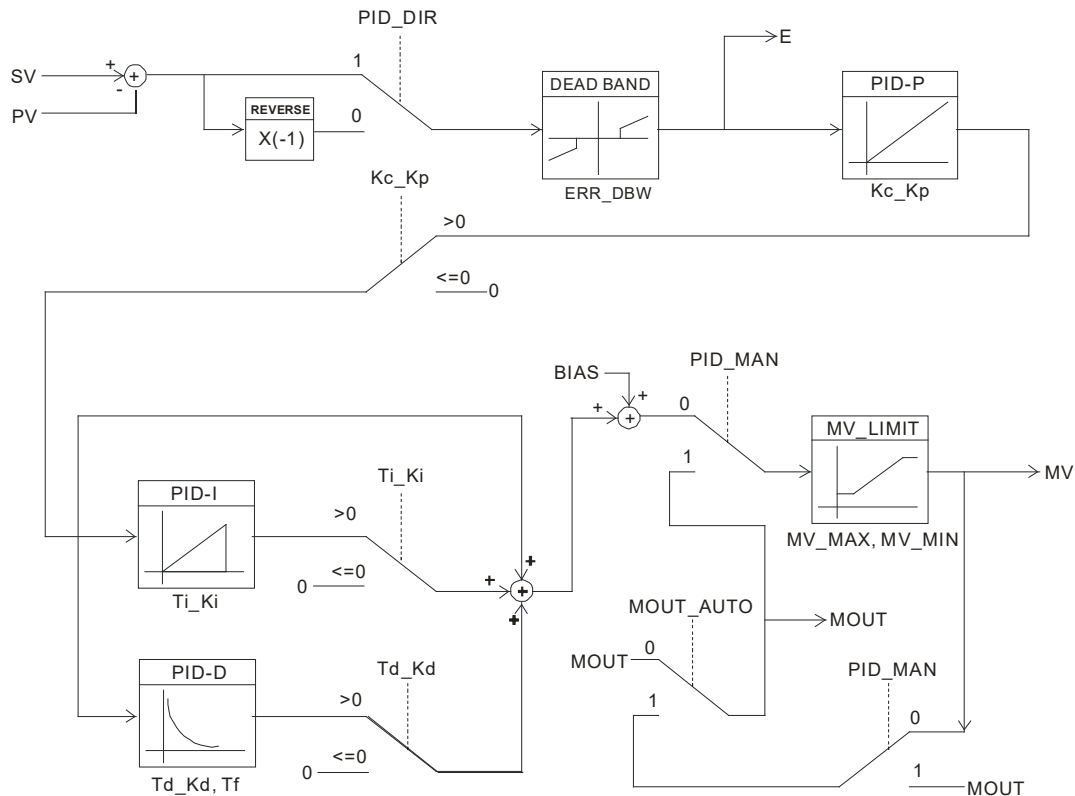 PID_DIR
SV
+
+
-
PV
1
REVERSE
X(-1)
0
DEAD BAND
ERR_DBW
E
PID-P
Kc_Kp
Kc_Kp
>0
<=0
0
BIAS
+
+
+
PID_MAN
0
1
MV_LIMIT
MV_MAX, MV_MIN
MV
PID-I
Ti_Ki
Ti_Ki
>0
0
<=0
+
+
+
+
MOUT_AUTO
MOUT
0
1
MOUT
PID-D
Td_Kd, Tf
Td_Kd
>0
0
<=0
PID_MAN
0
1
MOUT